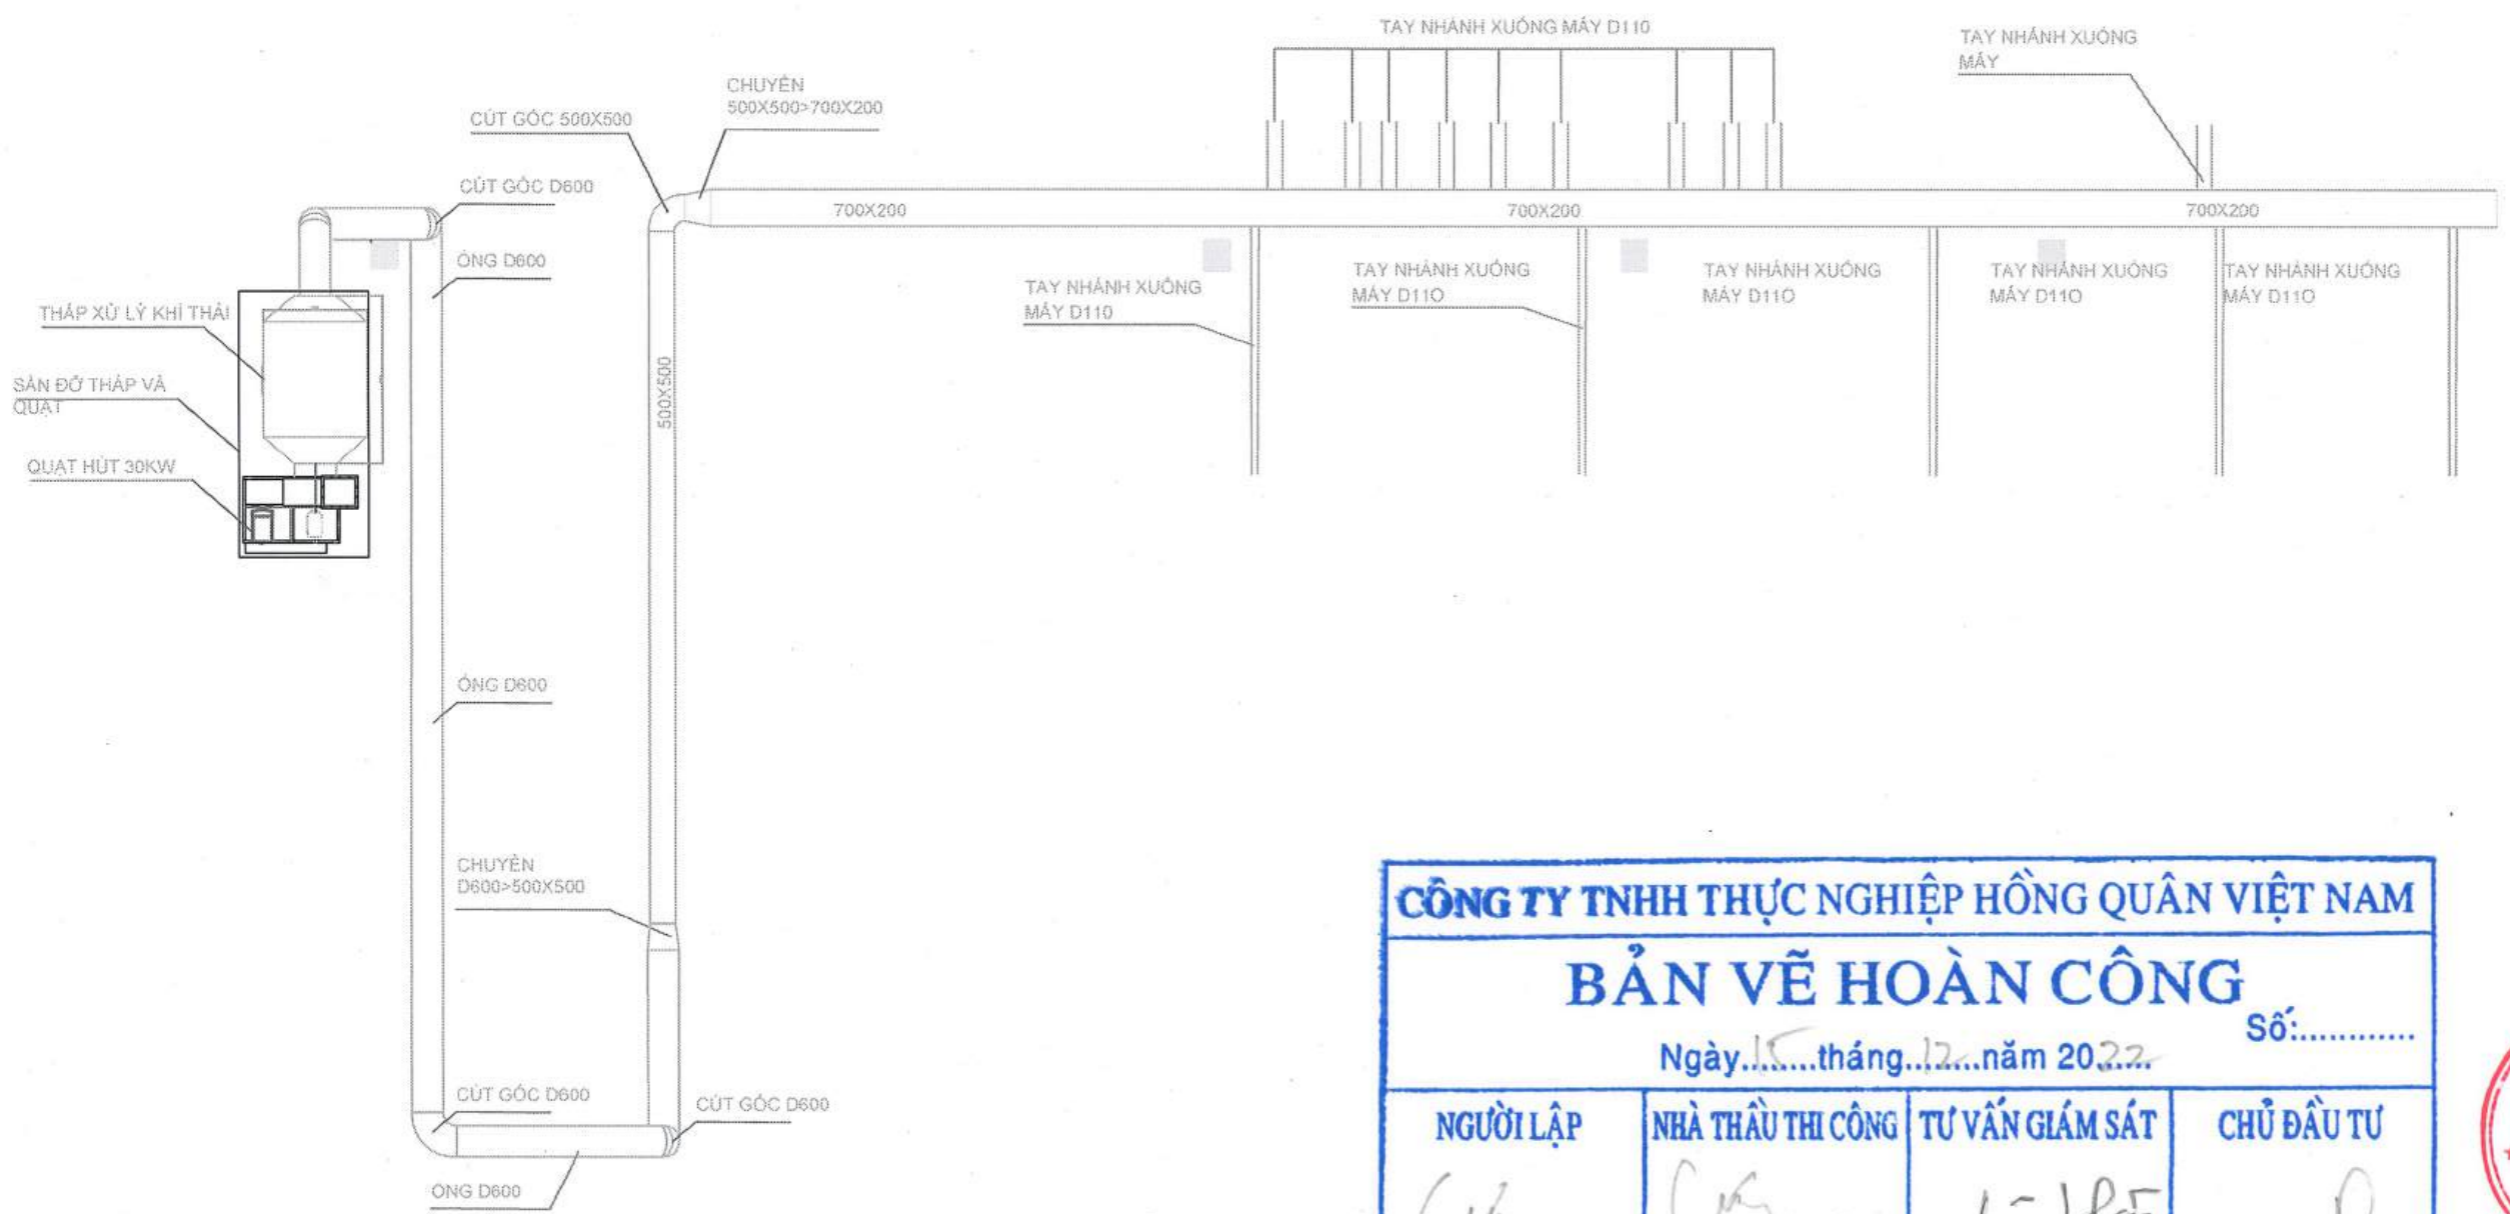 TAY NHÁNH XUỐNG MÁY D110
TAY NHÁNH XUỐNG
MÁY
CHUYỂN
500X500>700X200
CÚT GÓC 500X500
CÚT GÓC D600
700X200
700X200
700X200
ỐNG D600
TAY NHÁNH XUỐNG
MÁY D110
TAY NHÁNH XUỐNG
MÁY D11O
TAY NHÁNH XUỐNG
MÁY D11O
TAY NHÁNH XUỐNG
MÁY D11O
TAY NHÁNH XUỐNG
MÁY D11O
THÁP XỬ LÝ KHÍ THẢI
SÀN ĐỠ THÁP VÀ
QUẠT
500X500
QUẠT HÚT 30KW
ỐNG D600
CHUYỂN
D600>500X500
CÚT GÓC D600
CÚT GÓC D600
ỐNG D600
CÔNG TY TNHH THỰC NGHIỆP HỒNG QUÂN VIỆT NAM
BẢN VẼ HOÀN CÔNG
Số:............
Ngày..15..tháng..12..năm 2022
NGƯỜI LẬP
NHÀ THẦU THI CÔNG
TƯ VẤN GIÁM SÁT
CHỦ ĐẦU TƯ